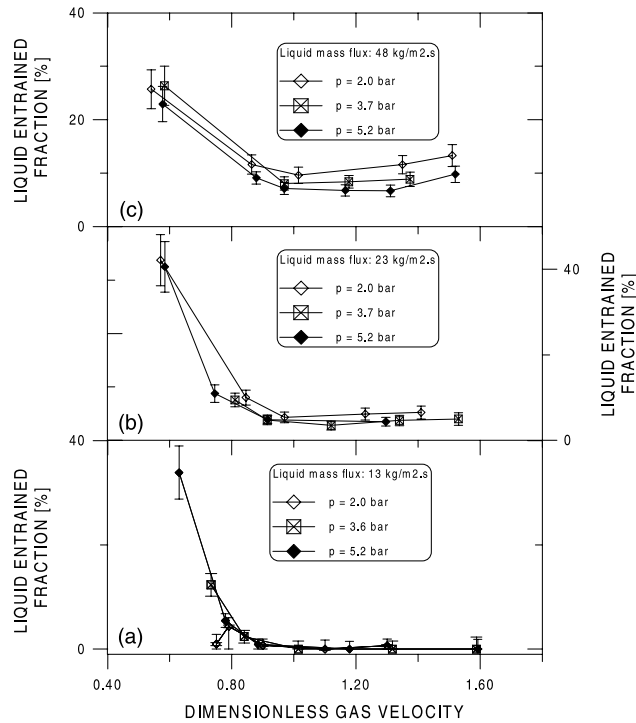 40
Liquid mass flux: 48 kg/m2.s
p = 2.0 bar
p = 3.7 bar
p = 5.2 bar
20
LIQUID ENTRAINED
FRACTION [%]
(c)
0
Liquid mass flux: 23 kg/m2.s
p = 2.0 bar
p = 3.7 bar
p = 5.2 bar
40
LIQUID ENTRAINED
FRACTION [%]
(b)
0
40
Liquid mass flux: 13 kg/m2.s
p = 2.0 bar
p = 3.6 bar
p = 5.2 bar
LIQUID ENTRAINED
FRACTION [%]
(a)
0
0.40 0.80 1.20 1.60
DIMENSIONLESS GAS VELOCITY